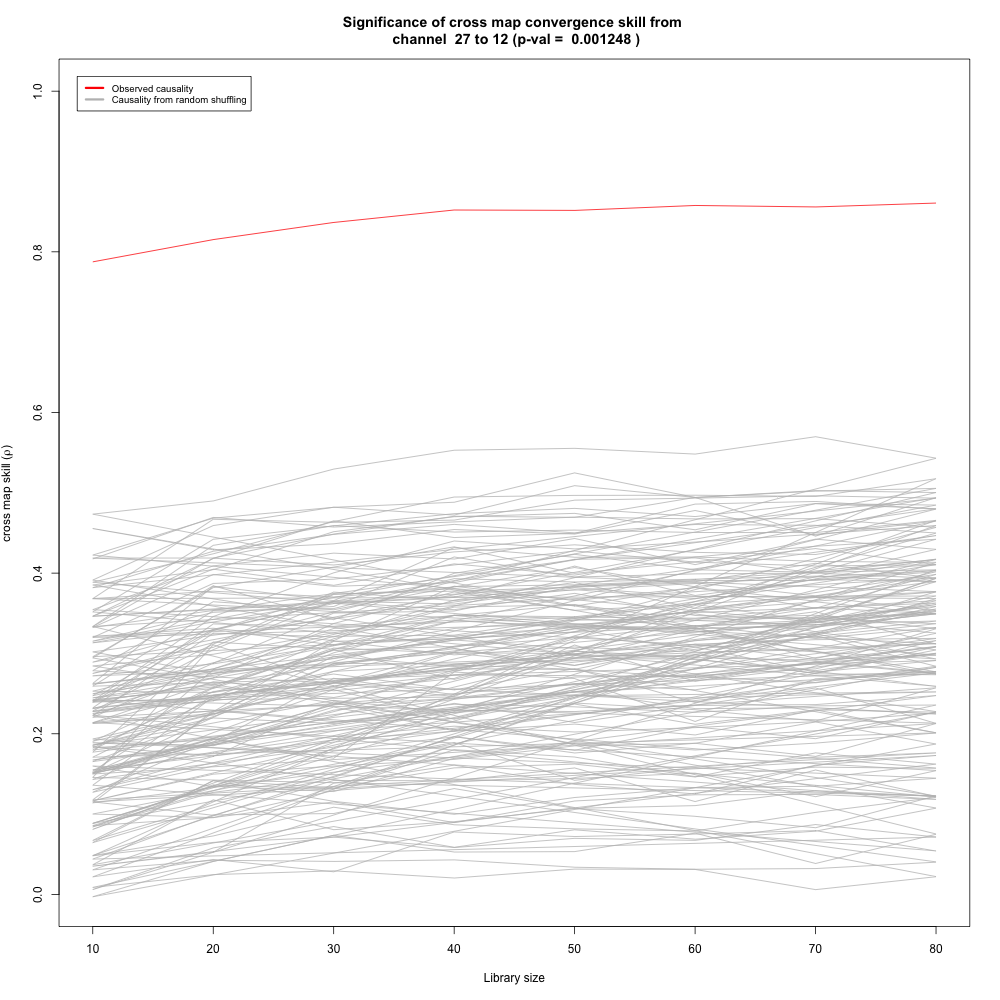 Significance of cross map convergence skill from
channel  27 to 12 (p-val =  0.001248 )
Observed causality
Causality from random shuffling
1.0
0.8
0.6
0.4
0.2
0.0
cross map skill (ρ)
10 20 30 40 50 60 70 80
Library size